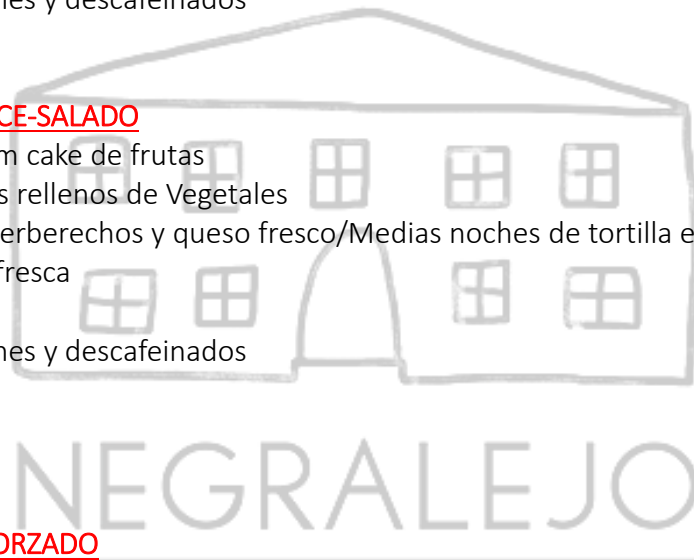 nes y descafeinados
CE-SALADO
m cake de frutas
s rellenos de Vegetales
erberechos y queso fresco/Medias noches de tortilla e
fresca
nes y descafeinados
NEGRALEJO
ORZADO